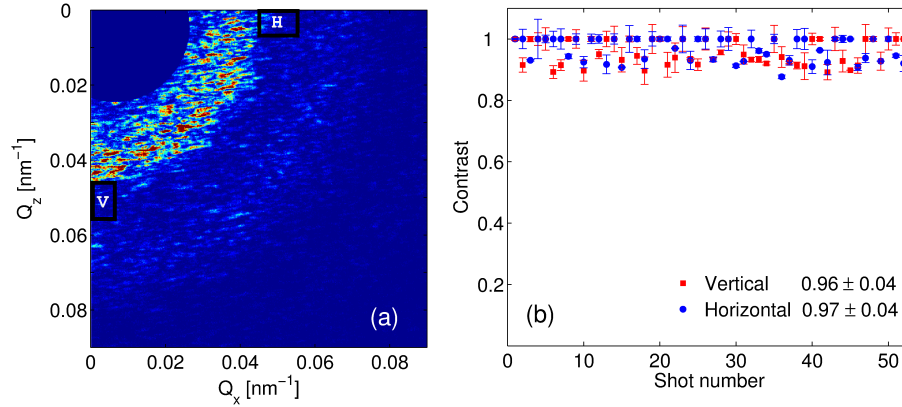 0
0.02
0.04
0.06
0.08
Q_z [nm⁻¹]
H
V
(a)
0 0.02 0.04 0.06 0.08
Q_x [nm⁻¹]
1
0.8
0.6
0.4
0.2
Contrast
Vertical 0.96 ± 0.04
Horizontal 0.97 ± 0.04
(b)
0 10 20 30 40 50
Shot number